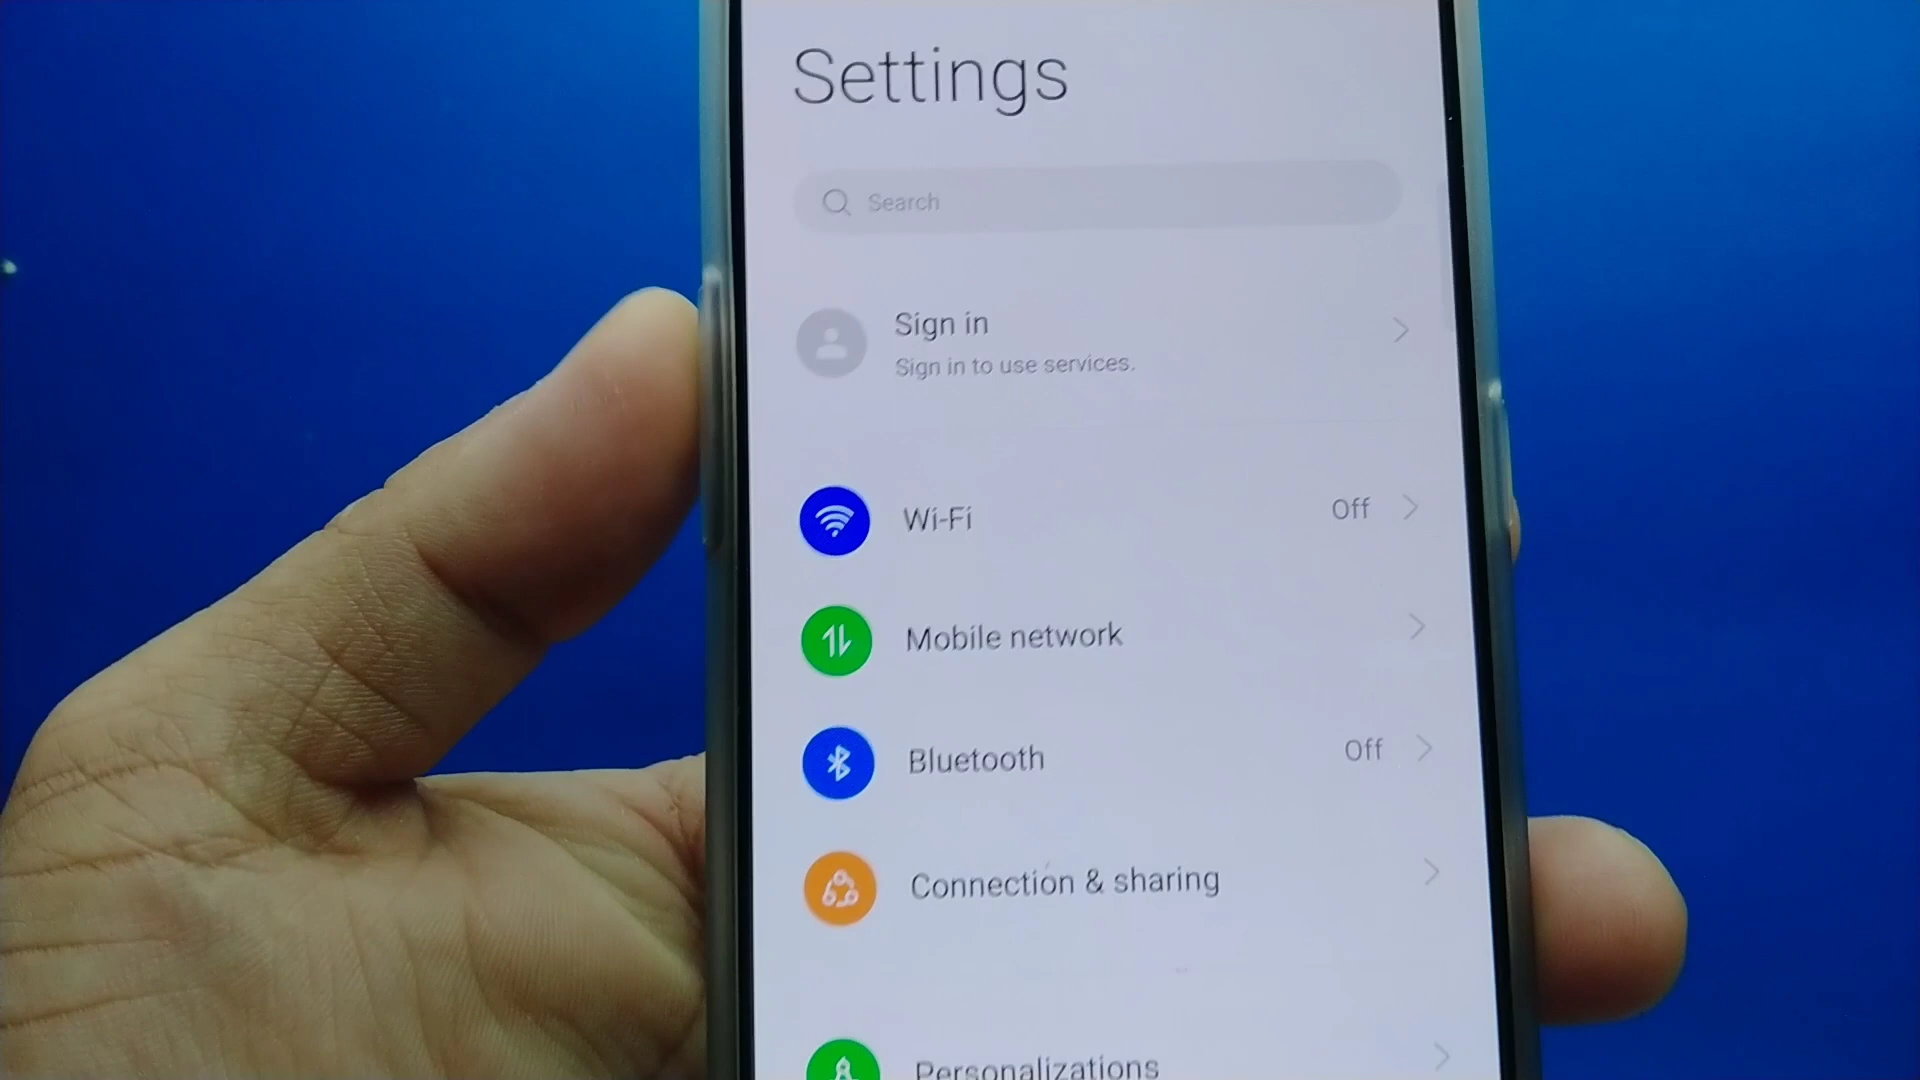 Settings
Search
Sign in
Sign in to use services.
Wi-Fi
Off
Mobile network
Bluetooth
Off
Connection & sharing
Personalizations